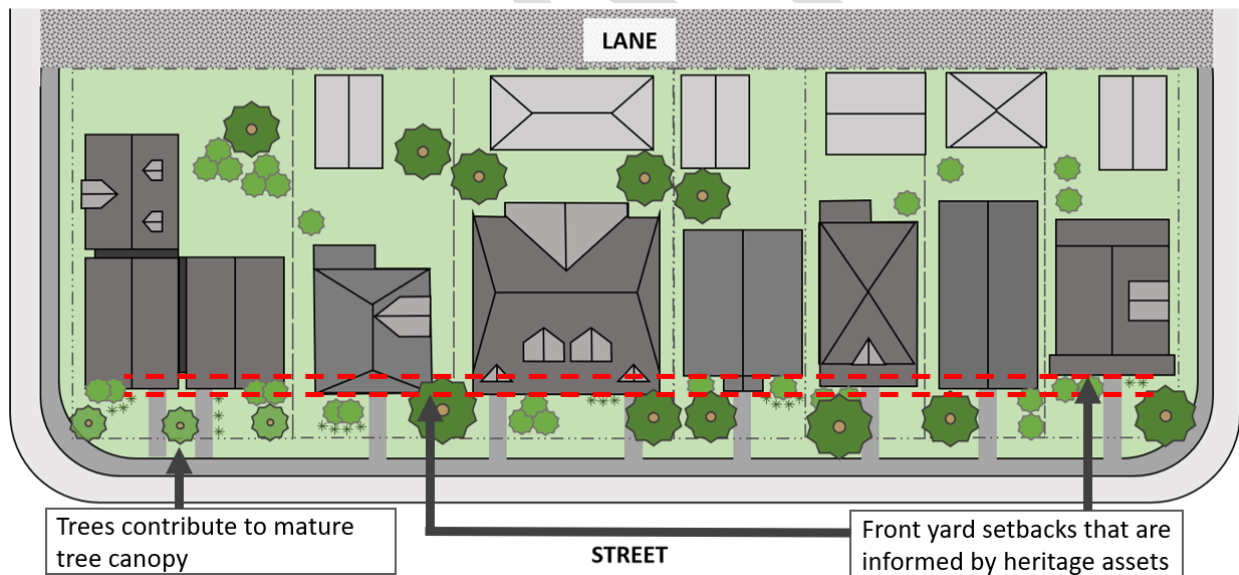 LANE
Trees contribute to mature
tree canopy
STREET
Front yard setbacks that are
informed by heritage assets